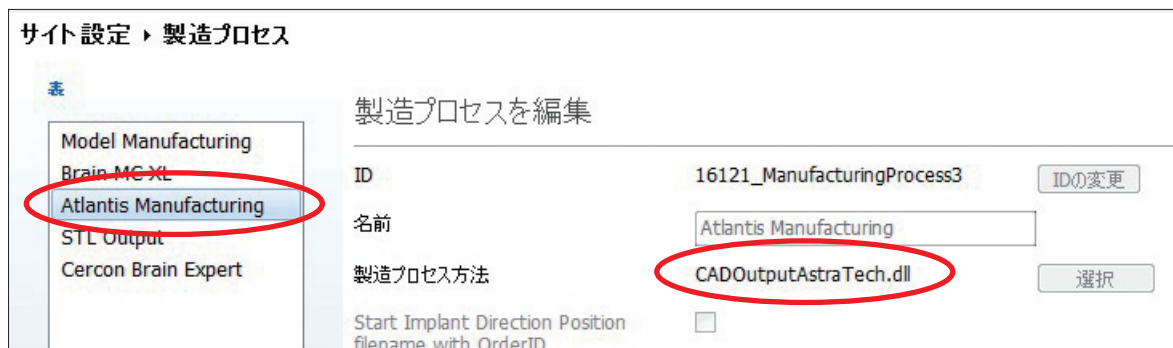 サイト設定 ▸ 製造プロセス
表
製造プロセスを編集
Model Manufacturing
Brain MC XL
Atlantis Manufacturing
STL Output
Cercon Brain Expert
ID
16121_ManufacturingProcess3
IDの変更
名前
Atlantis Manufacturing
製造プロセス方法
CADOutputAstraTech.dll
選択
Start Implant Direction Position
filename with OrderID